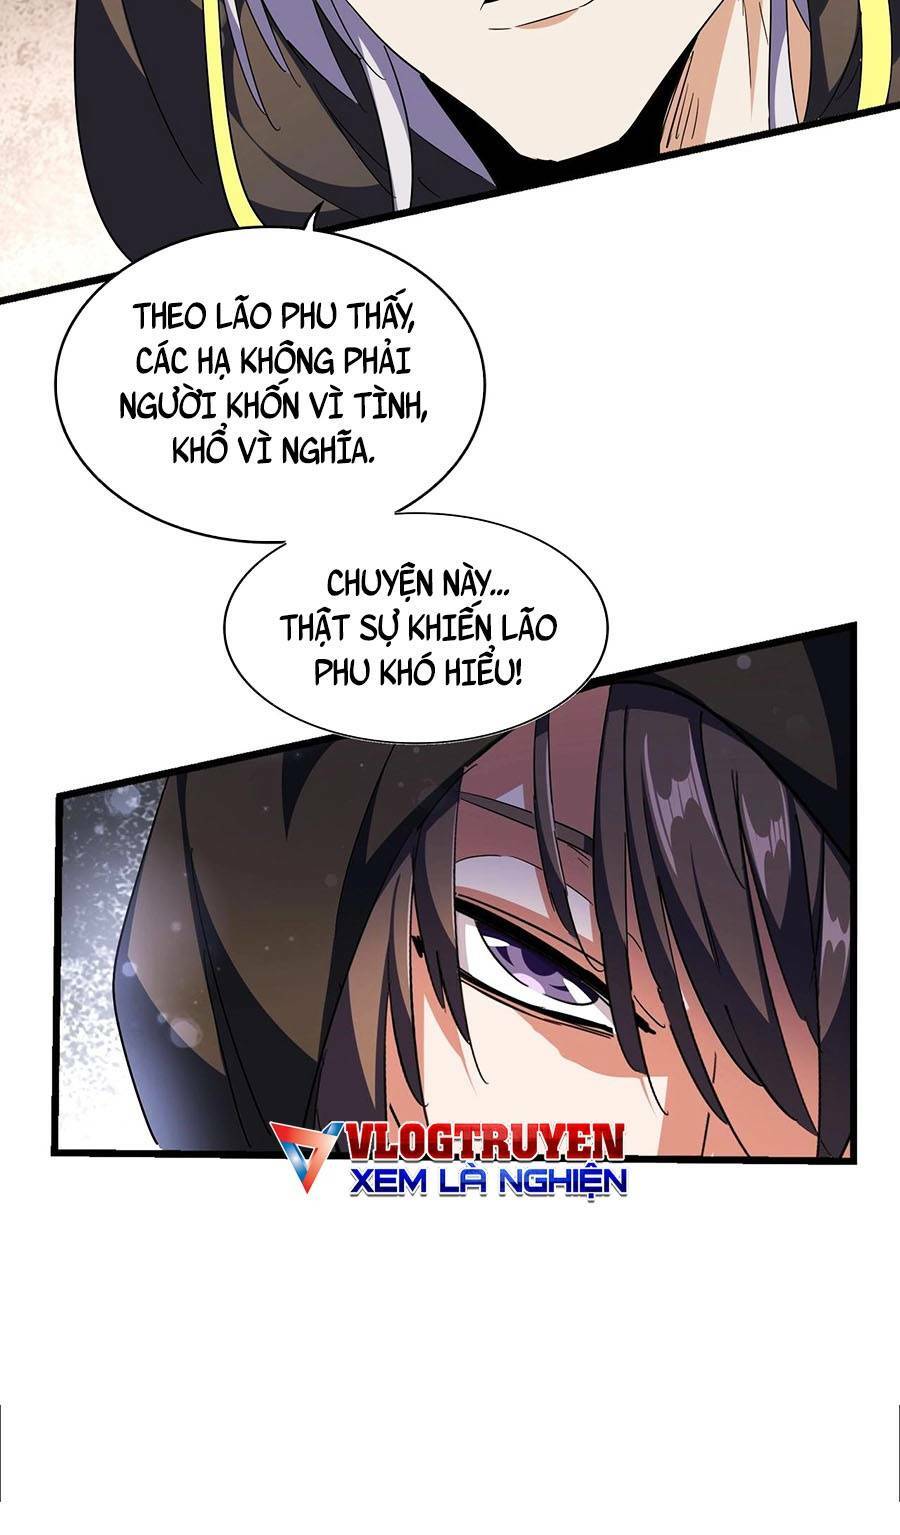 THEO LÃO PHU THẤY,
CÁC HẠ KHÔNG PHẢI
NGƯỜI KHỐN VÌ TÌNH,
KHỔ VÌ NGHĨA.
CHUYỆN NÀY...
THẬT SỰ KHIẾN LÃO
PHU KHÓ HIỂU!
VLOGTRUYEN
XEM LÀ NGHIỆN